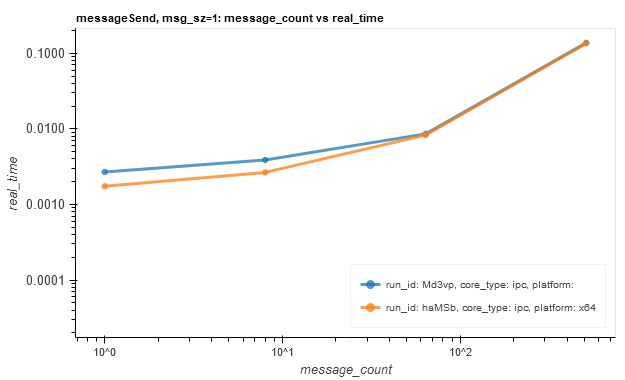 messageSend, msg_sz=1: message_count vs real_time
0.1000
0.0100
0.0010
0.0001
real_time
run_id: Md3vp, core_type: ipc, platform:
run_id: haMSb, core_type: ipc, platform: x64
10^0
10^1
10^2
message_count